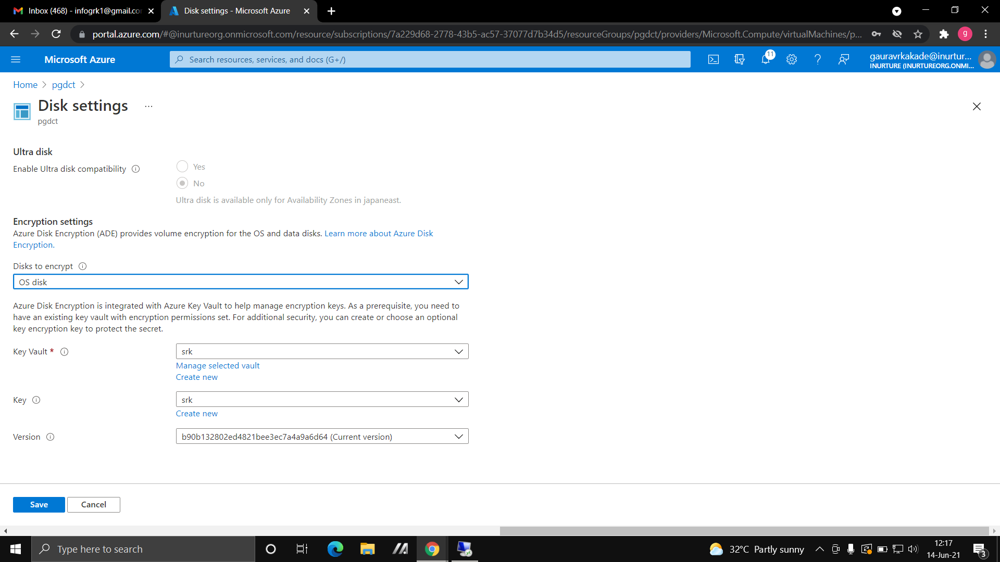 Inbox (468) - infogrk1@gmail.co
Disk settings - Microsoft Azure
portal.azure.com/#@inurtureorg.onmicrosoft.com/resource/subscriptions/7a229d68-2778-43b5-ac57-37077d7b34d5/resourceGroups/pgdct/providers/Microsoft.Compute/virtualMachines/p...
g
Microsoft Azure
Search resources, services, and docs (G+/)
11
gauravrkakade@inurtur...
INURTURE (INURTUREORG.ONMI...
Home > pgdct >
Disk settings ...
pgdct
Ultra disk
Enable Ultra disk compatibility
Yes
No
Ultra disk is available only for Availability Zones in japaneast.
Encryption settings
Azure Disk Encryption (ADE) provides volume encryption for the OS and data disks. Learn more about Azure Disk
Encryption.
Disks to encrypt
OS disk
Azure Disk Encryption is integrated with Azure Key Vault to help manage encryption keys. As a prerequisite, you need to
have an existing key vault with encryption permissions set. For additional security, you can create or choose an optional
key encryption key to protect the secret.
Key Vault *
srk
Manage selected vault
Create new
Key
srk
Create new
Version
b90b132802ed4821bee3ec7a4a9a6d64 (Current version)
Save
Cancel
Type here to search
32°C Partly sunny
12:17
14-Jun-21
3